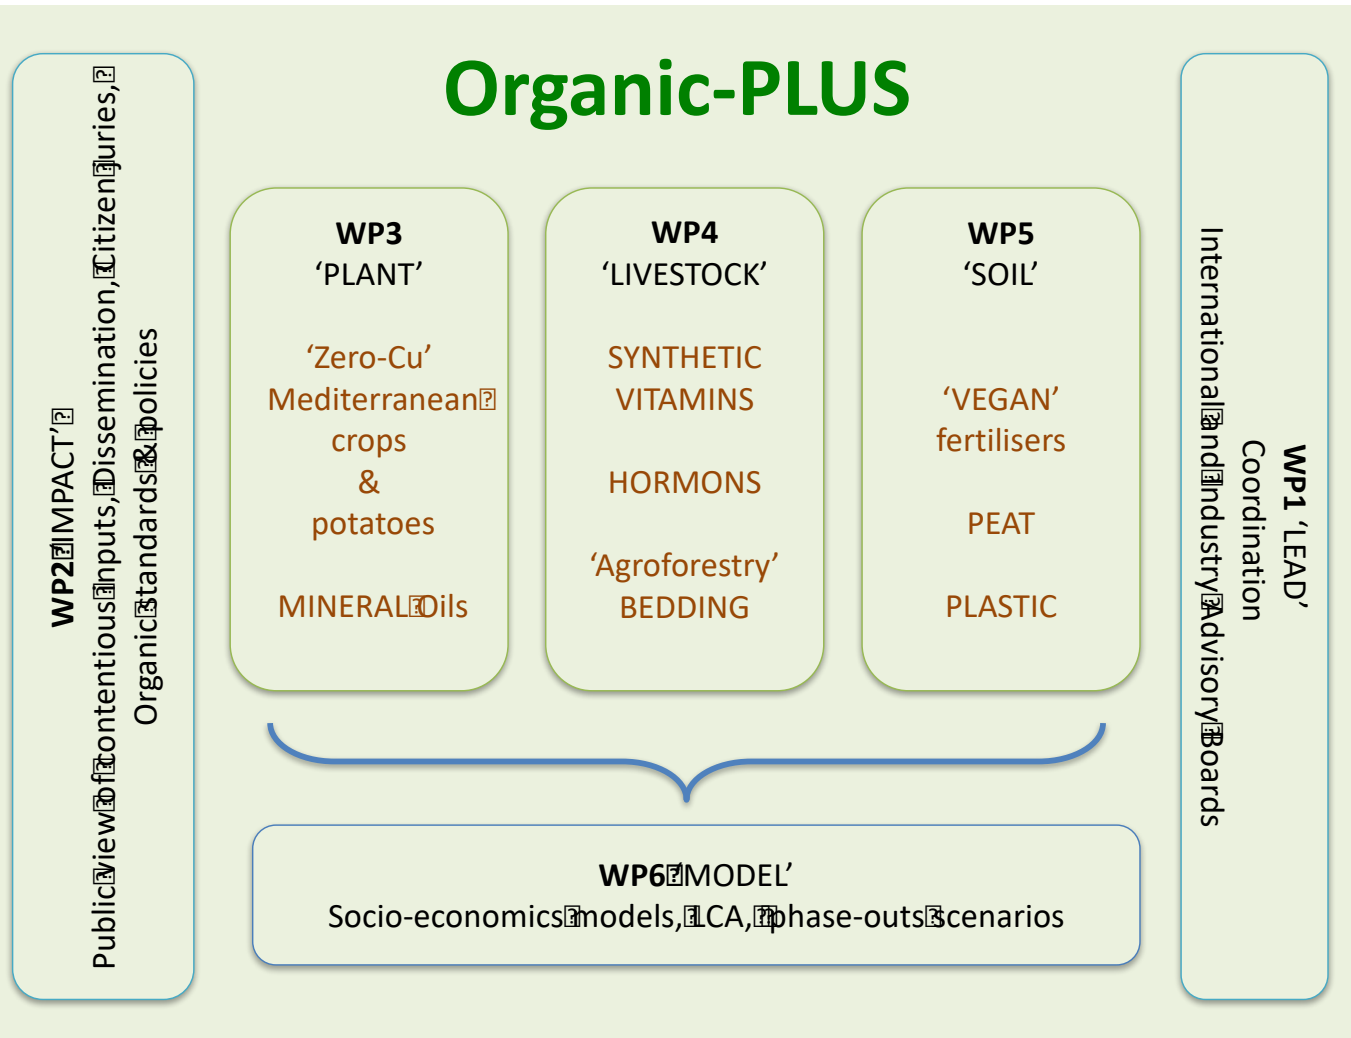 Organic-PLUS
WP2 ‘IMPACT’
Public view of contentious inputs, Dissemination, Citizen juries,
Organic standards & policies
WP3
‘PLANT’
‘Zero-Cu’
Mediterranean
crops
&
potatoes
MINERAL Oils
WP4
‘LIVESTOCK’
SYNTHETIC
VITAMINS
HORMONS
‘Agroforestry’
BEDDING
WP5
‘SOIL’
‘VEGAN’
fertilisers
PEAT
PLASTIC
WP1 ‘LEAD’
Coordination
International and Industry Advisory Boards
WP6 ‘MODEL’
Socio-economics models, LCA, phase-outs scenarios